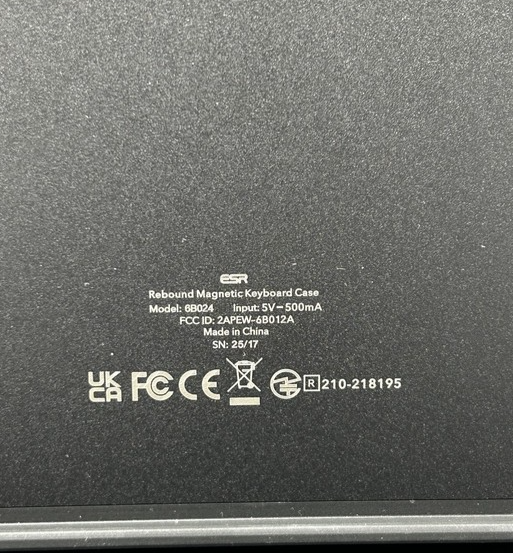 ESR
Rebound Magnetic Keyboard Case
Model: 6B024 Input: 5V⎓500mA
FCC ID: 2APEW-6B012A
Made in China
SN: 25/17
UK CA FC CE R 210-218195